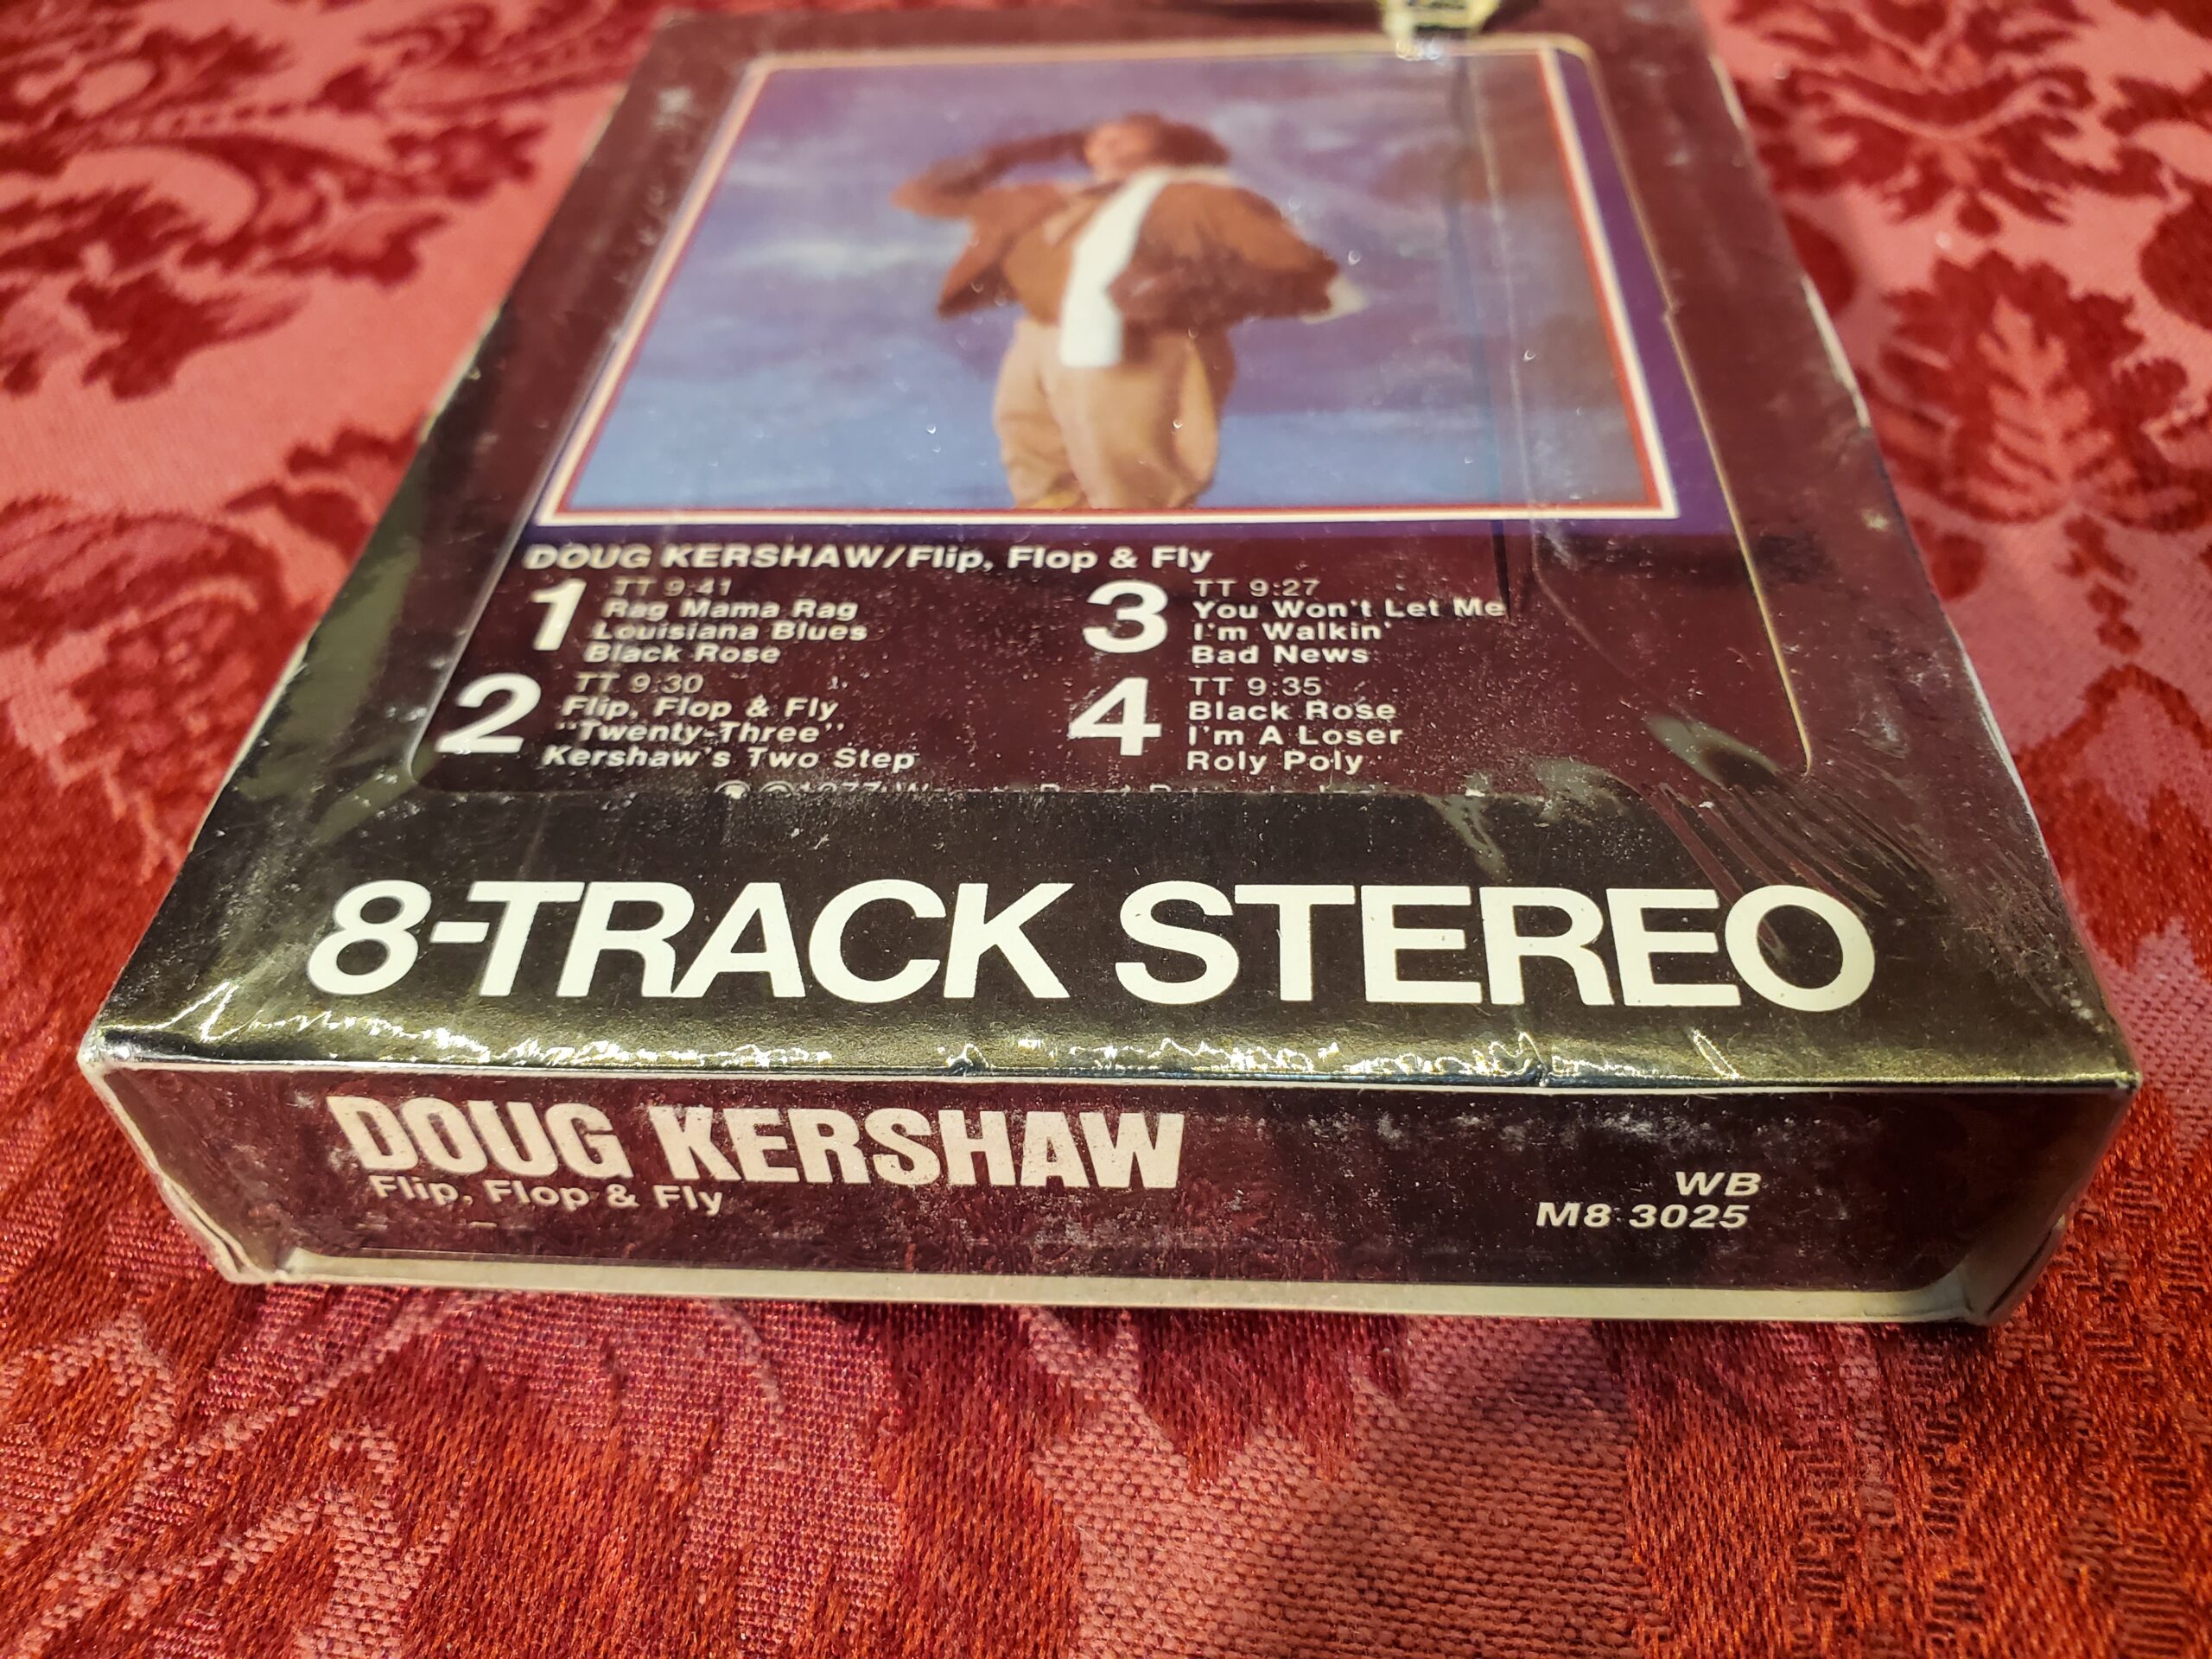 DOUG KERSHAW/Flip, Flop & Fly
1 TT 9:41
Rag Mama Rag
Louisiana Blues
Black Rose
2 TT 9:30
Flip, Flop & Fly
"Twenty-Three"
Kershaw's Two Step
3 TT 9:27
You Won't Let Me
I'm Walkin'
Bad News
4 TT 9:35
Black Rose
I'm A Loser
Roly Poly
8-TRACK STEREO
DOUG KERSHAW
Flip, Flop & Fly
WB
M8 3025